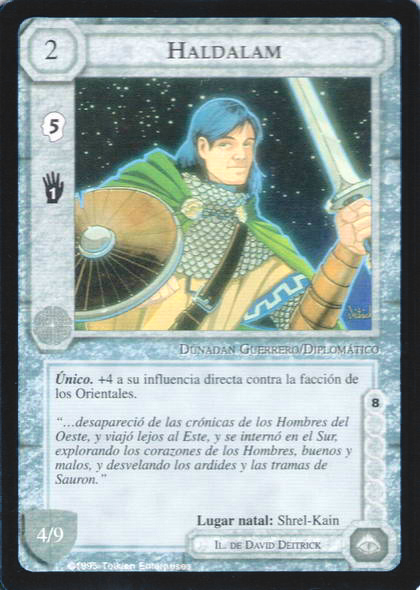 2
HALDALAM
5
1
DÚNADAN GUERRERO/DIPLOMÁTICO
Único. +4 a su influencia directa contra la facción de
los Orientales.
8
“…desapareció de las crónicas de los Hombres del
Oeste, y viajó lejos al Este, y se internó en el Sur,
explorando los corazones de los Hombres, buenos y
malos, y desvelando los ardides y las tramas de
Sauron.”
Lugar natal: Shrel-Kain
4/9
IL. DE DAVID DEITRICK
©1995 Tolkien Enterprises